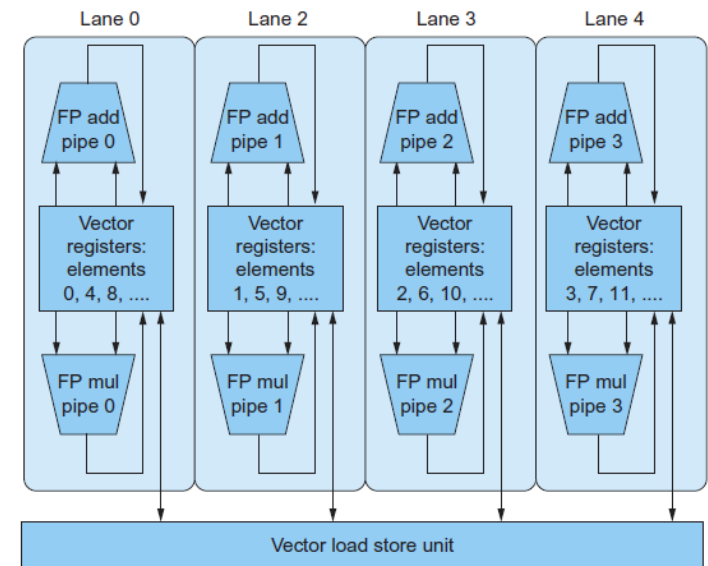 Lane 0
Lane 2
Lane 3
Lane 4
FP add
pipe 0
FP add
pipe 1
FP add
pipe 2
FP add
pipe 3
Vector
registers:
elements
0, 4, 8, ....
Vector
registers:
elements
1, 5, 9, ....
Vector
registers:
elements
2, 6, 10, ....
Vector
registers:
elements
3, 7, 11, ....
FP mul
pipe 0
FP mul
pipe 1
FP mul
pipe 2
FP mul
pipe 3
Vector load store unit